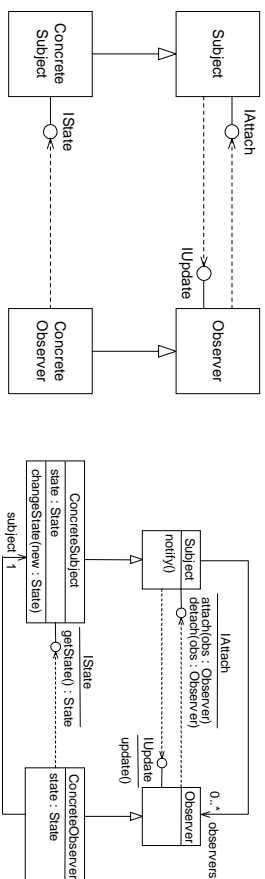 Subject
IAttach
IUpdate
Observer
Concrete
Subject
IState
Concrete
Observer
Subject
notify()
IAttach
attach(obs : Observer)
detach(obs : Observer)
0..* observers
Observer
IUpdate
update()
ConcreteSubject
state : State
changeState(new : State)
IState
getState() : State
ConcreteObserver
state : State
subject 1